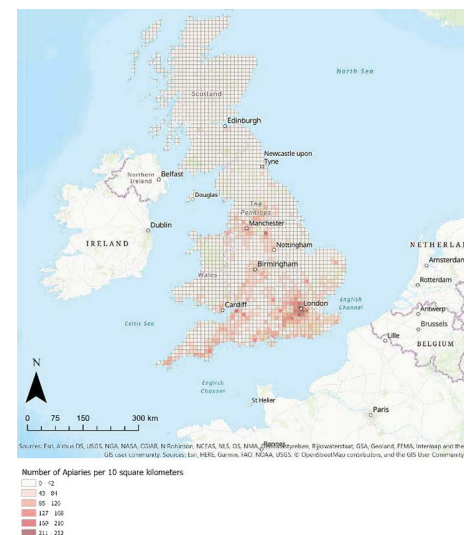 North Sea
Scotland
Edinburgh
Newcastle upon
Tyne
Northern
Ireland
Belfast
Douglas
The
Pennines
Manchester
Dublin
IRELAND
Nottingham
NETHERLAN
Amsterdam
Birmingham
Wales
Rotterdam
English
Channel
Cardiff
London
Antwerp
Celtic Sea
Brussels
Lille
BELGIUM
N
English
Channel
St Helier
Paris
0 75 150 300 km
Rennes
Sources: Esri, Airbus DS, USGS, NGA, NASA, CGIAR, N Robinson, NCEAS, NLS, OS, NMA, Geodatastyrelsen, Rijkswaterstaat, GSA, Geoland, FEMA, Intermap and the
GIS user community. Sources: Esri, HERE, Garmin, FAO, NOAA, USGS, © OpenStreetMap contributors, and the GIS User Community
Number of Apiaries per 10 square kilometers
0 - 42
43 - 84
85 - 126
127 - 168
169 - 210
211 - 252